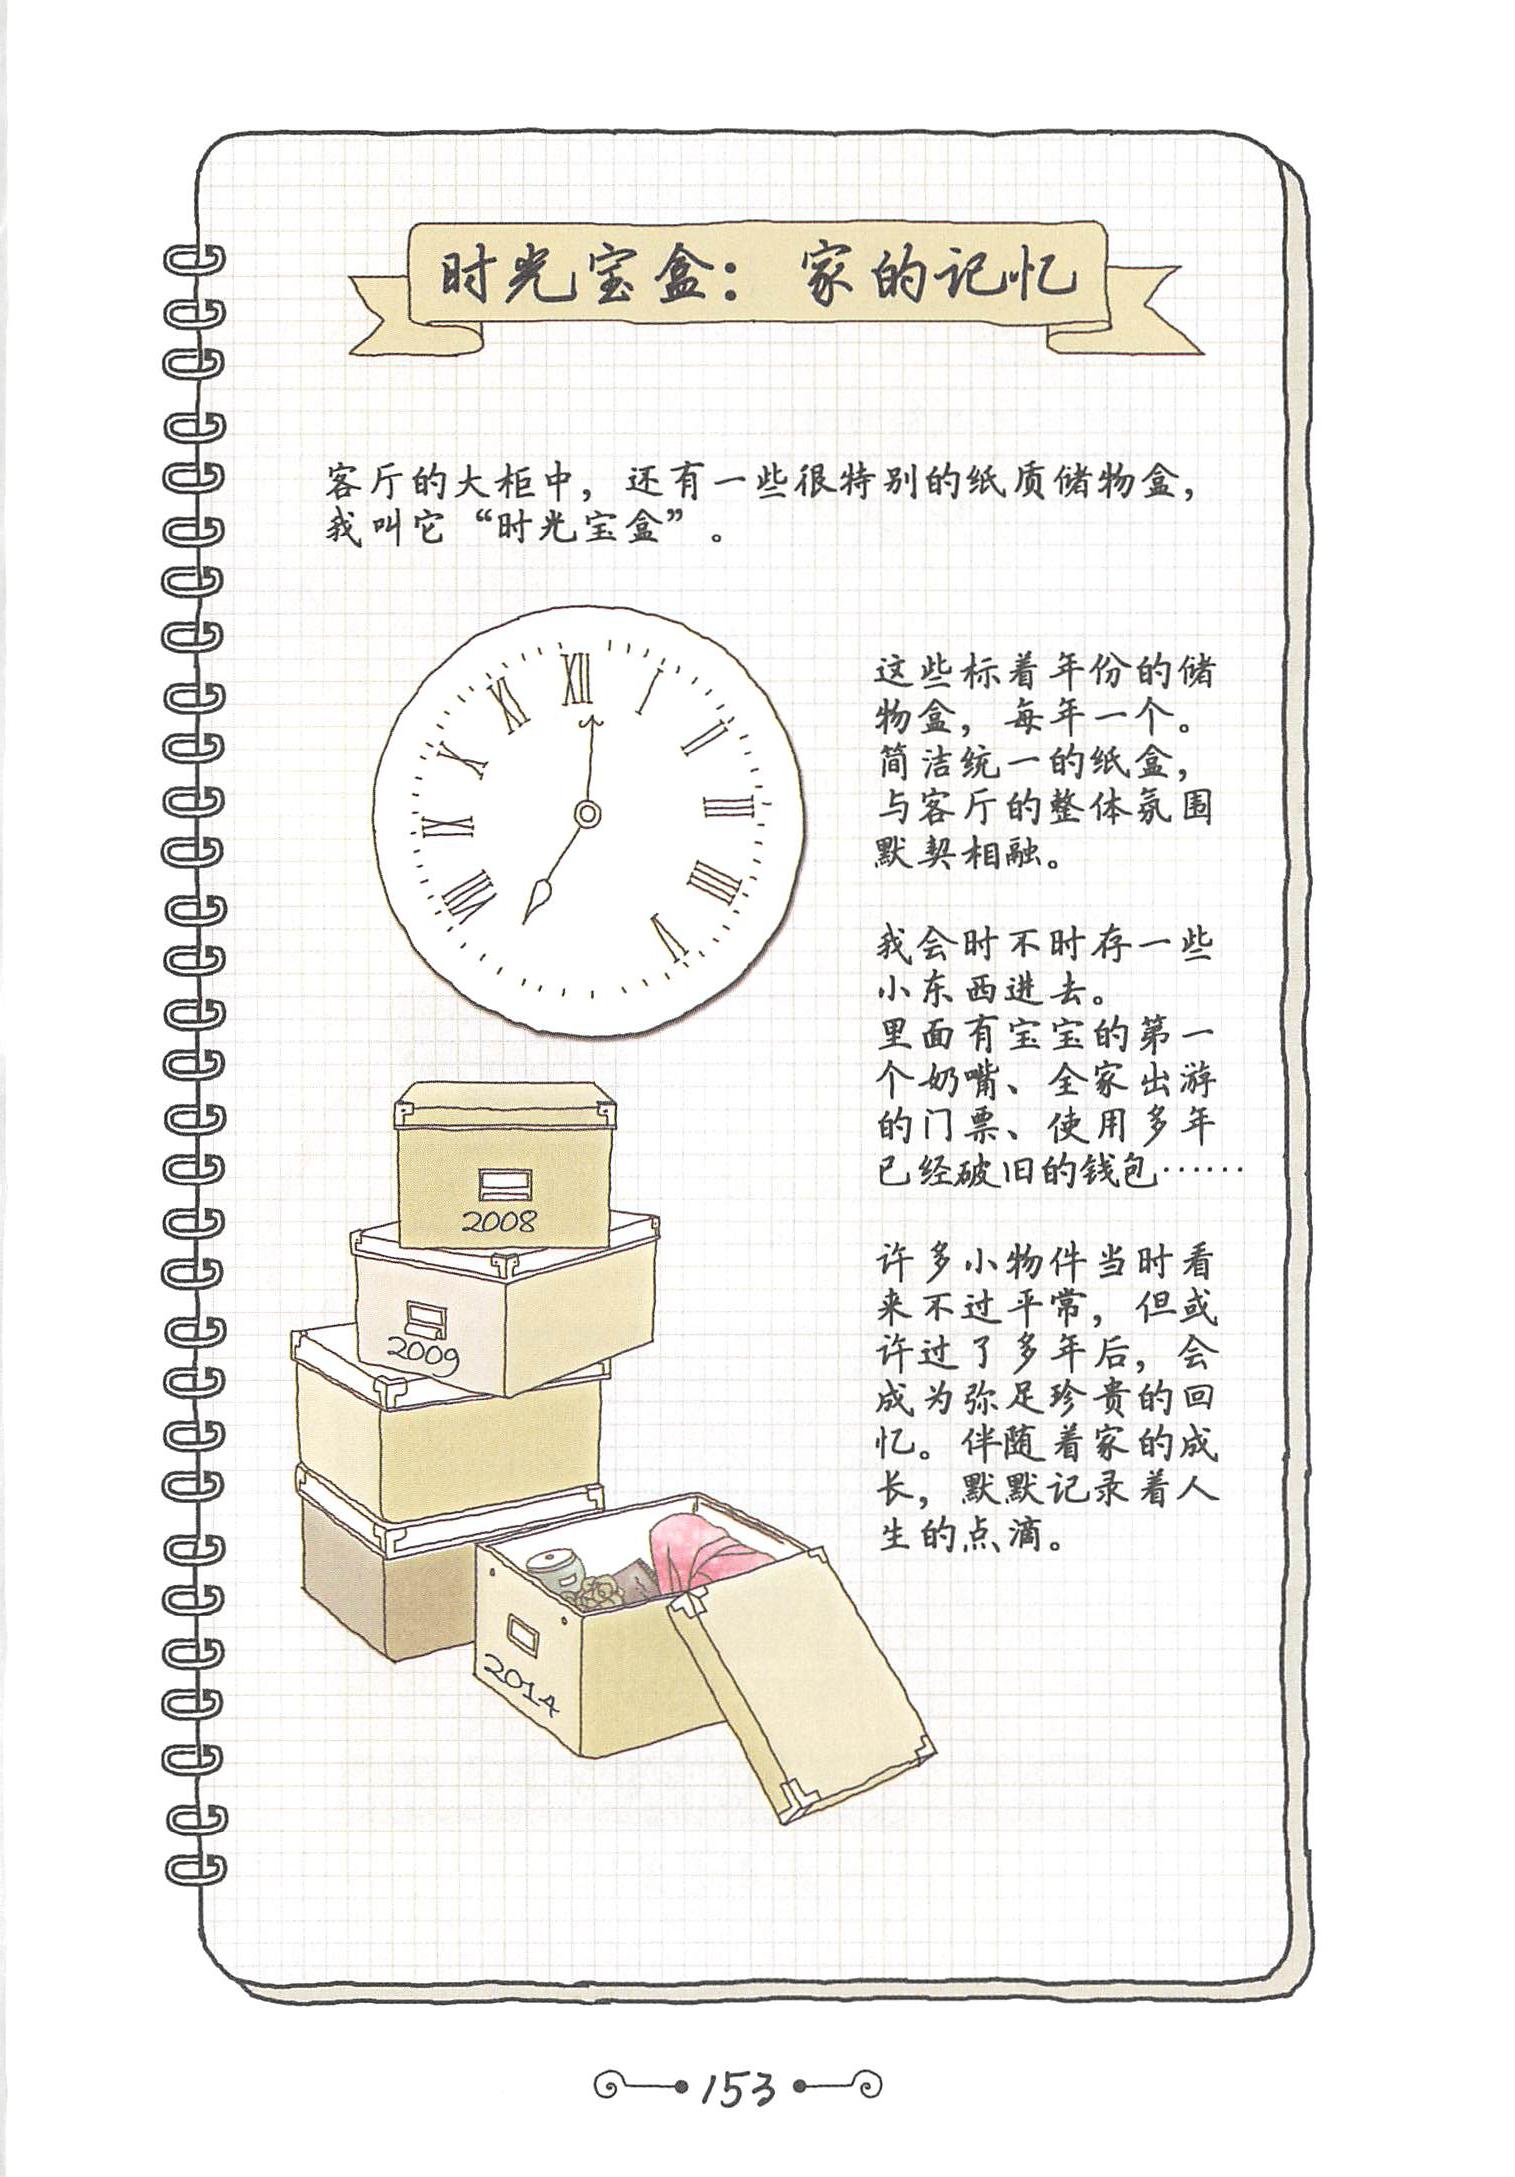 时光宝盒：家的记忆
客厅的大柜中，还有一些很特别的纸质储物盒，
我叫它“时光宝盒”。
XII
I
II
III
IIII
V
VIII
IX
X
XI
这些标着年份的储
物盒，每年一个。
简洁统一的纸盒，
与客厅的整体氛围
默契相融。
我会时不时存一些
小东西进去。
里面有宝宝的第一
个奶嘴、全家出游
的门票、使用多年
已经破旧的钱包……
许多小物件当时看
来不过平常，但或
许过了多年后，会
成为弥足珍贵的回
忆。伴随着家的成
长，默默记录着人
生的点滴。
2008
2009
2014
153